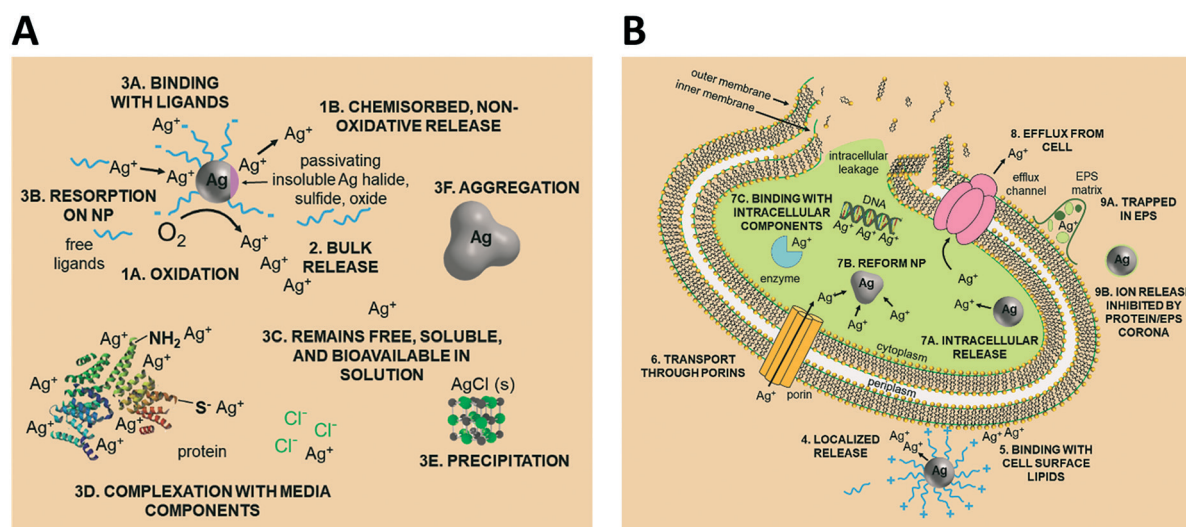 A
3A. BINDING
WITH LIGANDS
Ag+
1B. CHEMISORBED, NON-
OXIDATIVE RELEASE
Ag+
Ag+
Ag+
Ag+
Ag
passivating
insoluble Ag halide,
sulfide, oxide
3B. RESORPTION
ON NP
O2
free
ligands
Ag+
1A. OXIDATION
Ag+
Ag+
2. BULK
RELEASE
3F. AGGREGATION
Ag
Ag+
3C. REMAINS FREE, SOLUBLE,
AND BIOAVAILABLE IN
SOLUTION
NH2
Ag+
Ag+
Ag+
Ag+
Ag+
Ag+
S-
Ag+
protein
Cl-
Cl-
Cl-
Ag+
AgCl (s)
3E. PRECIPITATION
3D. COMPLEXATION WITH MEDIA
COMPONENTS
B
outer membrane
inner membrane
intracellular
leakage
8. EFFLUX FROM
CELL
Ag+
efflux
channel
EPS
matrix
9A. TRAPPED
IN EPS
Ag+
7C. BINDING WITH
INTRACELLULAR
COMPONENTS
DNA
Ag+ Ag+ Ag+
Ag+
enzyme
7B. REFORM NP
Ag
Ag+
Ag+
Ag+
Ag+
Ag+
Ag
Ag
9B. ION RELEASE
INHIBITED BY
PROTEIN/EPS
CORONA
7A. INTRACELLULAR
RELEASE
cytoplasm
periplasm
6. TRANSPORT
THROUGH PORINS
Ag+
porin
4. LOCALIZED
RELEASE
Ag+
Ag+
Ag+
Ag+
Ag
5. BINDING WITH
CELL SURFACE
LIPIDS